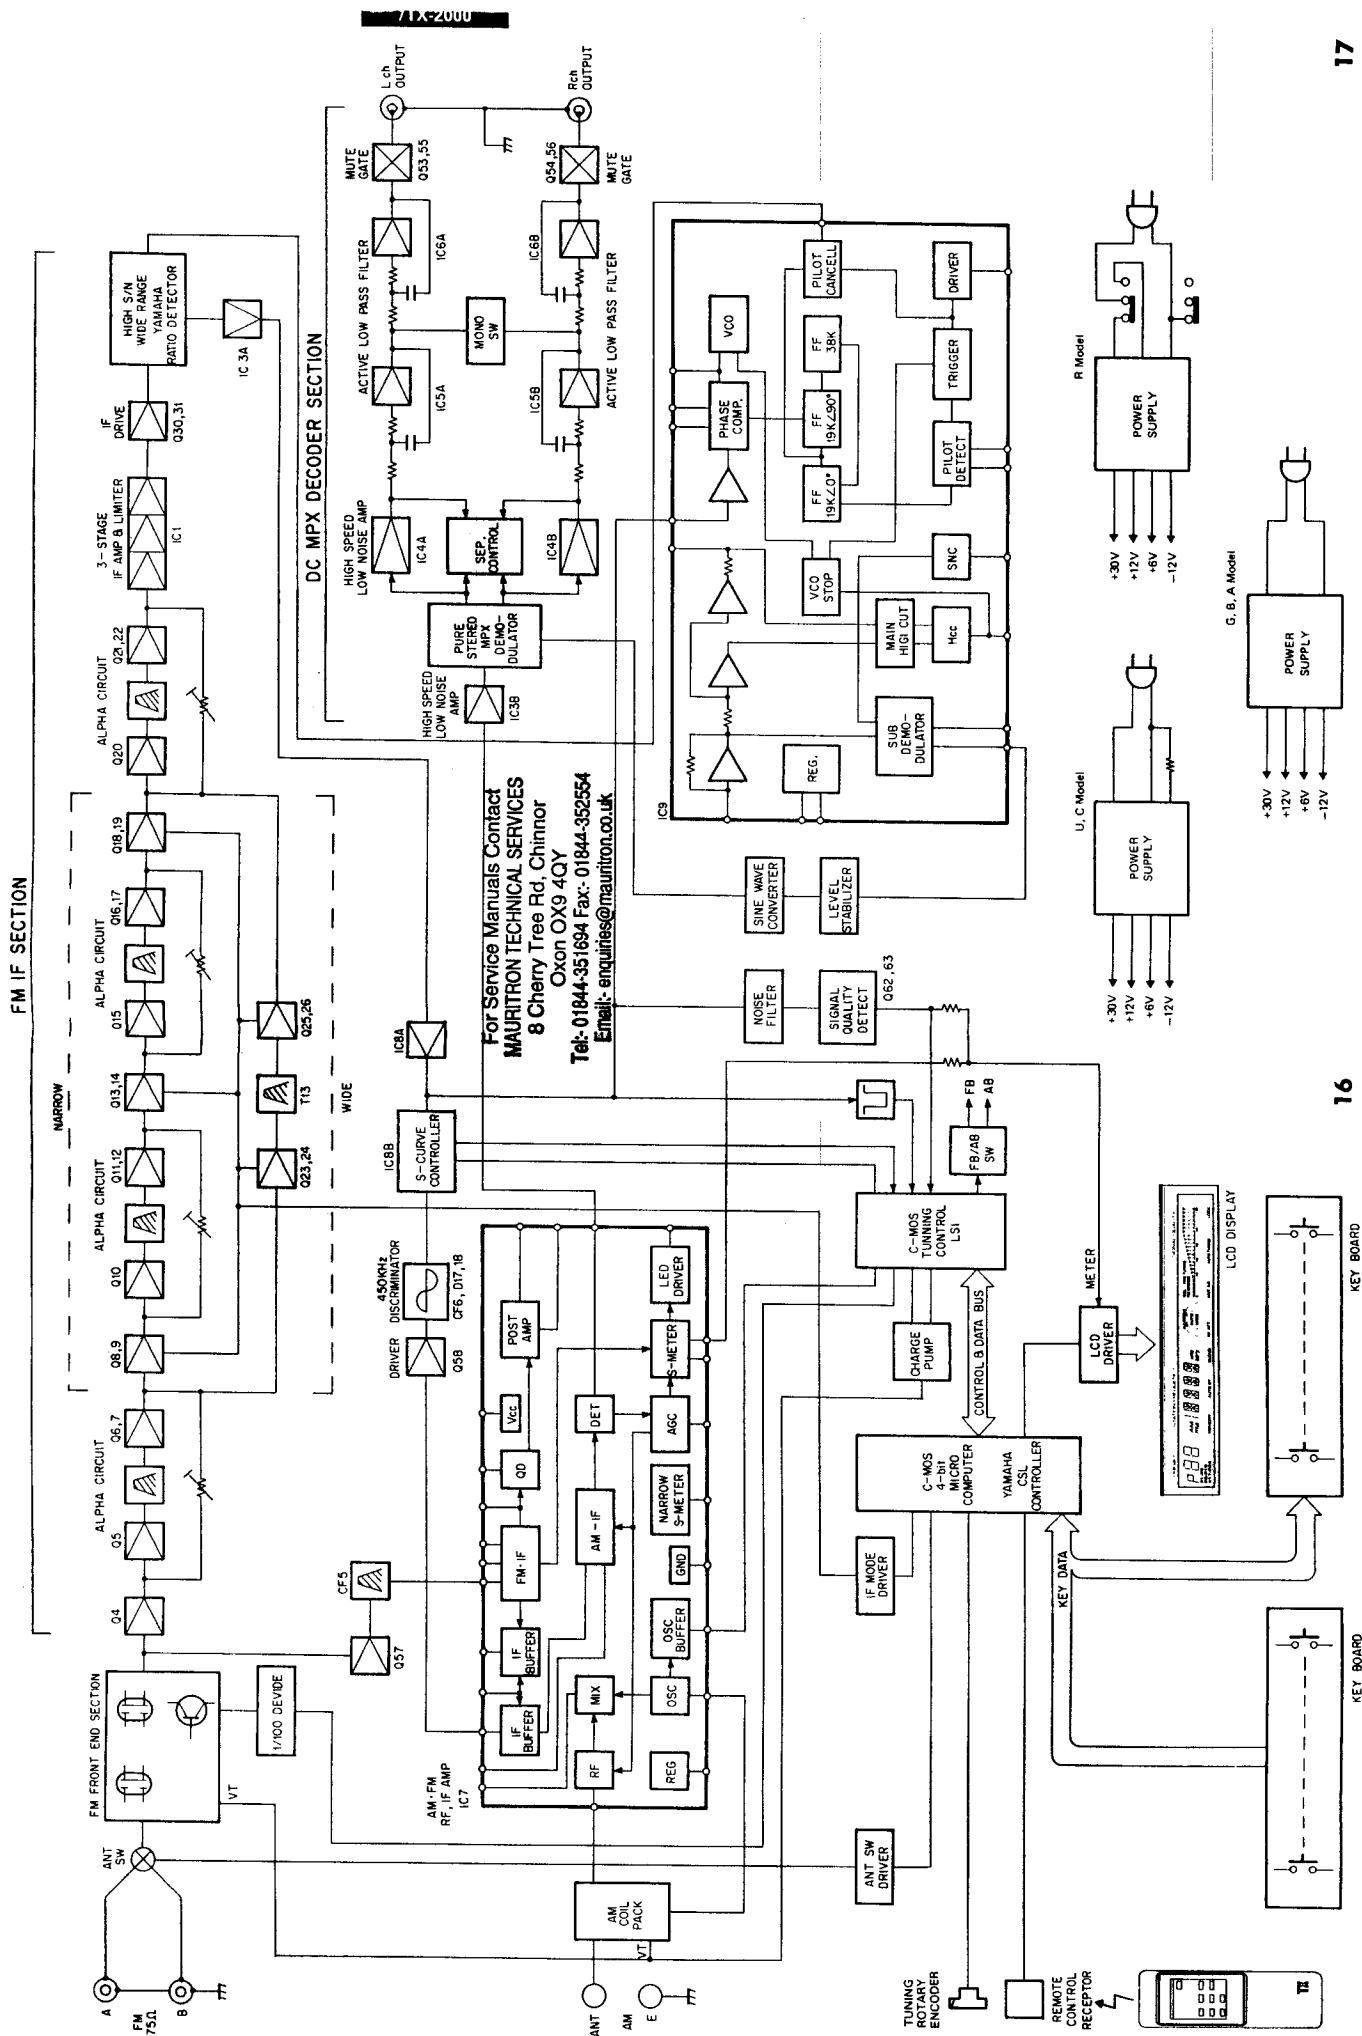 /TX-2000
17
16
FM IF SECTION
NARROW
WIDE
A
FM
75Ω
B
ANT
SW
FM FRONT END SECTION
VT
1/100 DEVIDE
Q4
Q5
ALPHA CIRCUIT
Q6,7
Q8,9
Q10
ALPHA CIRCUIT
Q11,12
Q13,14
Q15
ALPHA CIRCUIT
Q16,17
Q18,19
Q20
ALPHA CIRCUIT
Q21,22
Q23,24
T13
Q25,26
3-STAGE
IF AMP & LIMITER
IC1
IF
DRIVE
Q30,31
HIGH S/N
WIDE RANGE
YAMAHA
RATIO DETECTOR
IC 3A
Q57
CF5
DC MPX DECODER SECTION
HIGH SPEED
LOW NOISE
AMP
IC3B
PURE
STEREO
MPX
DEMO-
DULATOR
HIGH SPEED
LOW NOISE AMP
IC4A
SEP.
CONTROL
IC4B
ACTIVE LOW PASS FILTER
IC5A
IC6A
MONO
SW
IC5B
IC6B
ACTIVE LOW PASS FILTER
MUTE
GATE
Q53,55
Q54,56
MUTE
GATE
L ch
OUTPUT
Rch
OUTPUT
DRIVER
Q58
450KHz
DISCRIMINATOR
CF6, D17,18
IC8B
S-CURVE
CONTROLLER
IC8A
AM·FM
RF, IF AMP
IC7
IF
BUFFER
IF
BUFFER
FM-IF
QD
Vcc
POST
AMP
RF
MIX
AM-IF
DET
REG
OSC
OSC
BUFFER
GND
NARROW
S-METER
AGC
S-METER
LED
DRIVER
For Service Manuals Contact
MAURITRON TECHNICAL SERVICES
8 Cherry Tree Rd, Chinnor
Oxon OX9 4QY
Tel:- 01844-351694 Fax:- 01844-352554
Email:- enquiries@mauritron.co.uk
IC9
REG.
SUB
DEMO-
DULATOR
MAIN
HIGI CUT
Hcc
SNC
VCO
STOP
PHASE
COMP.
VCO
FF
19K∠0°
FF
19K∠90°
FF
38K
PILOT
CANCELL
PILOT
DETECT
TRIGGER
DRIVER
SINE WAVE
CONVERTER
LEVEL
STABILIZER
NOISE
FILTER
SIGNAL
QUALITY
DETECT
Q62,63
AM
COIL
PACK
VT
ANT
AM
E
ANT SW
DRIVER
IF MODE
DRIVER
CHARGE
PUMP
C-MOS
TUNNING
CONTROL
LSI
FB/AB
SW
FB
AB
CONTROL & DATA BUS
C-MOS
4-bit
MICRO
COMPUTER
YAMAHA
CSL
CONTROLLER
METER
LCD
DRIVER
LCD DISPLAY
KEY DATA
KEY BOARD
KEY BOARD
TUNING
ROTARY
ENCODER
REMOTE
CONTROL
RECEPTOR
U, C Model
POWER
SUPPLY
+30V
+12V
+6V
-12V
G, B, A Model
POWER
SUPPLY
+30V
+12V
+6V
-12V
R Model
POWER
SUPPLY
+30V
+12V
+6V
-12V